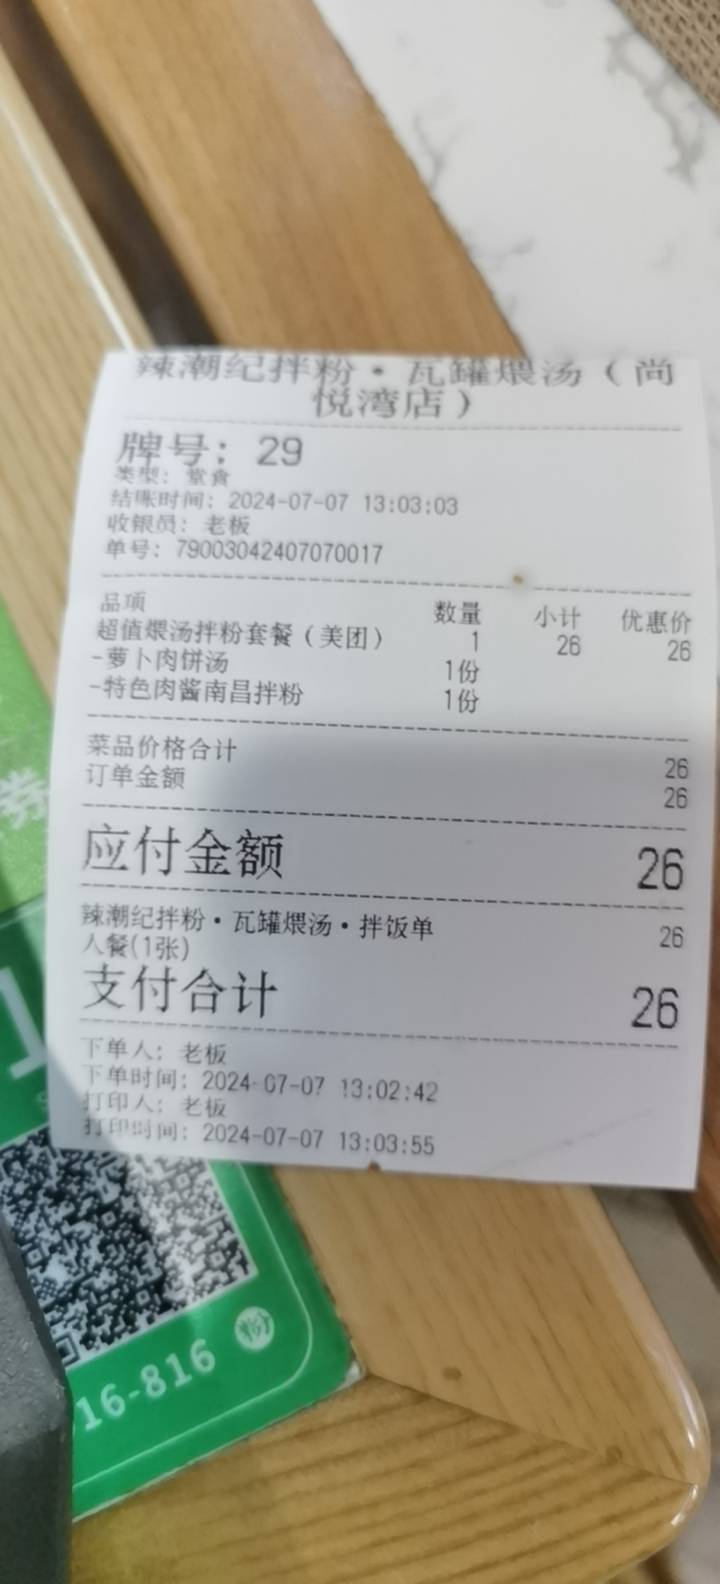 辣潮纪拌粉·瓦罐煨汤（尚
悦湾店）
牌号: 29
类型: 堂食
结账时间: 2024-07-07 13:03:03
收银员: 老板
单号: 79003042407070017
品项 数量 小计 优惠价
超值煨汤拌粉套餐（美团） 1 26 26
-萝卜肉饼汤 1份
-特色肉酱南昌拌粉 1份
菜品价格合计 26
订单金额 26
应付金额 26
辣潮纪拌粉·瓦罐煨汤·拌饭单 26
人餐(1张)
支付合计 26
下单人: 老板
下单时间: 2024-07-07 13:02:42
打印人: 老板
打印时间: 2024-07-07 13:03:55
券
1
16-816
粉